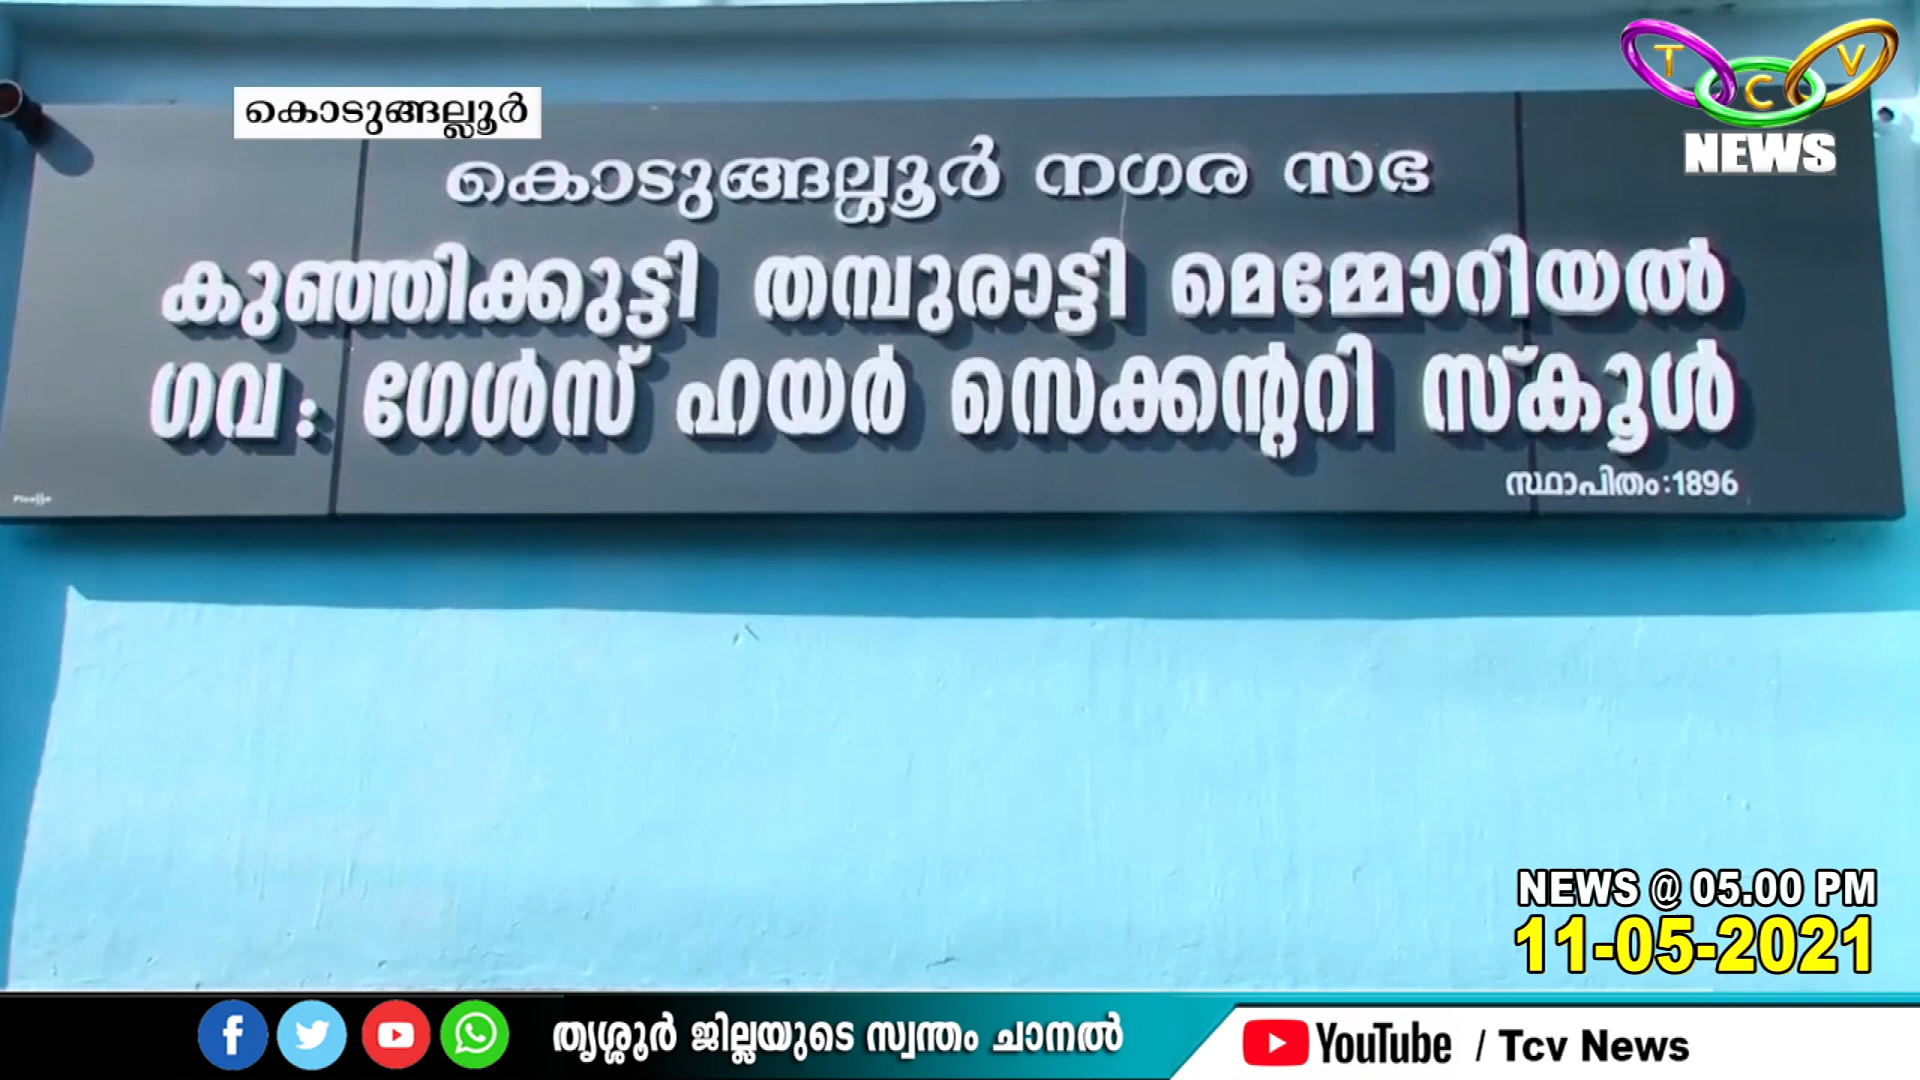 T C V
NEWS
കൊടുങ്ങല്ലൂർ
കൊടുങ്ങല്ലൂർ നഗര സഭ
കുഞ്ഞിക്കുട്ടി തമ്പുരാട്ടി മെമ്മോറിയൽ
ഗവ: ഗേൾസ് ഹയർ സെക്കന്ററി സ്കൂൾ
സ്ഥാപിതം:1896
NEWS @ 05.00 PM
11-05-2021
തൃശ്ശൂർ ജില്ലയുടെ സ്വന്തം ചാനൽ
YouTube / Tcv News